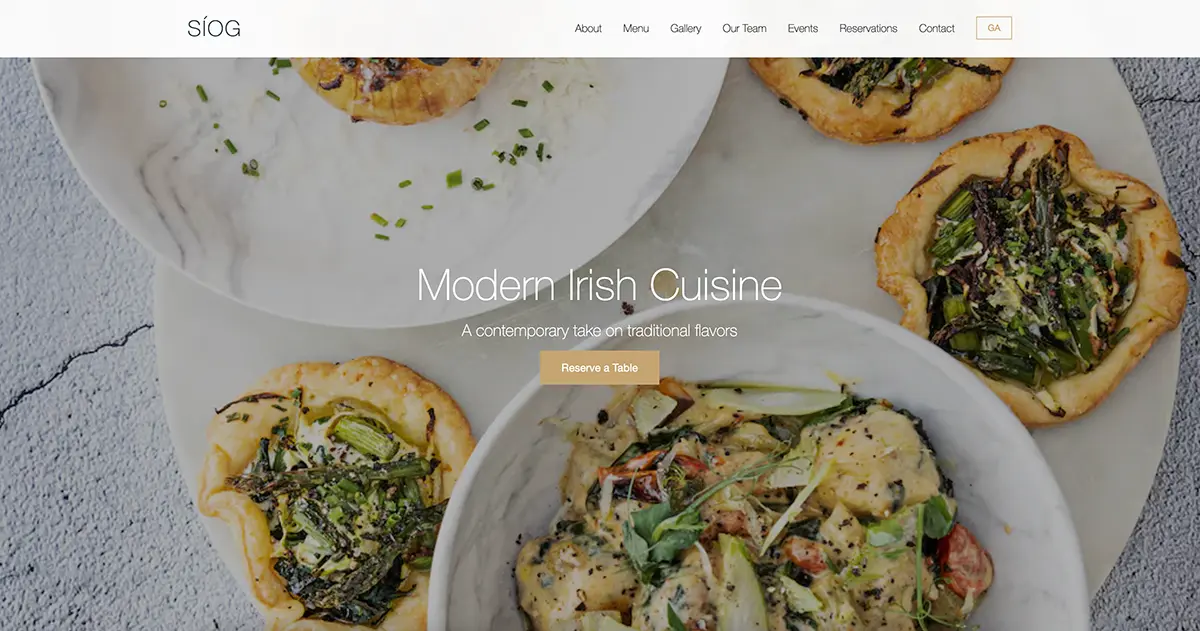 SÍOG
About Menu Gallery Our Team Events Reservations Contact GA
Modern Irish Cuisine
A contemporary take on traditional flavors
Reserve a Table